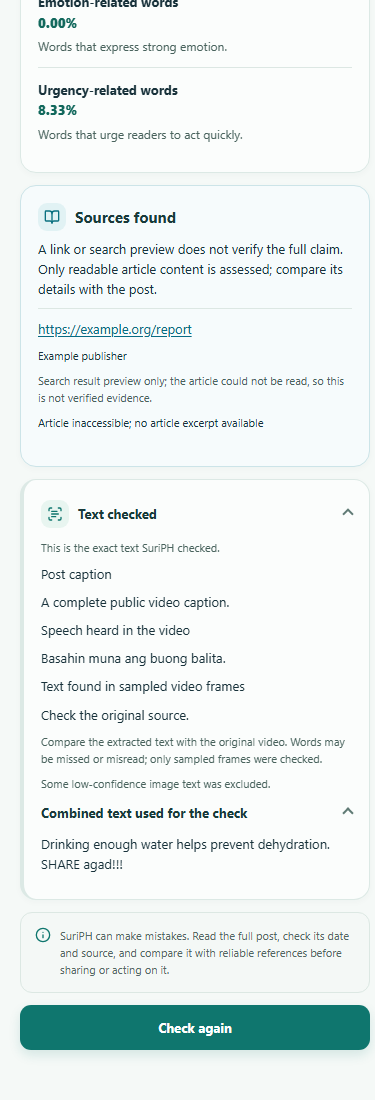 Emotion-related words
0.00%
Words that express strong emotion.
Urgency-related words
8.33%
Words that urge readers to act quickly.
Sources found
A link or search preview does not verify the full claim.
Only readable article content is assessed; compare its
details with the post.
https://example.org/report
Example publisher
Search result preview only; the article could not be read, so this
is not verified evidence.
Article inaccessible; no article excerpt available
Text checked
This is the exact text SuriPH checked.
Post caption
A complete public video caption.
Speech heard in the video
Basahin muna ang buong balita.
Text found in sampled video frames
Check the original source.
Compare the extracted text with the original video. Words may
be missed or misread; only sampled frames were checked.
Some low-confidence image text was excluded.
Combined text used for the check
Drinking enough water helps prevent dehydration.
SHARE agad!!!
SuriPH can make mistakes. Read the full post, check its date
and source, and compare it with reliable references before
sharing or acting on it.
Check again